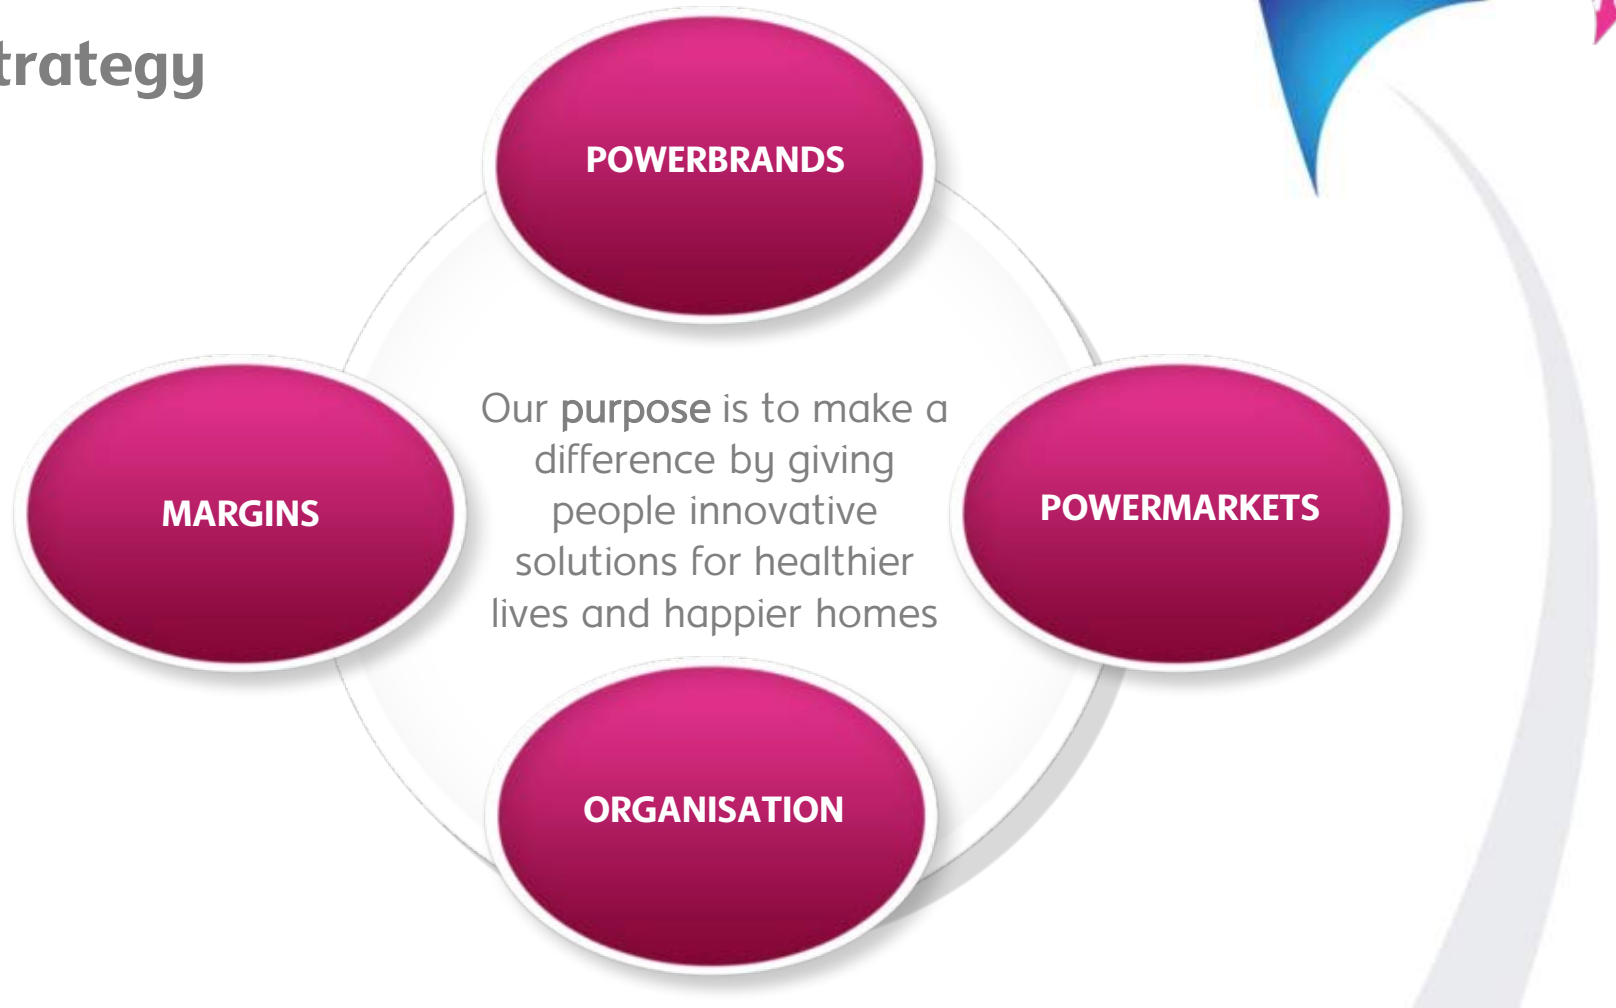 trategy
POWERBRANDS
Our purpose is to make a
difference by giving
people innovative
solutions for healthier
lives and happier homes
MARGINS
POWERMARKETS
ORGANISATION